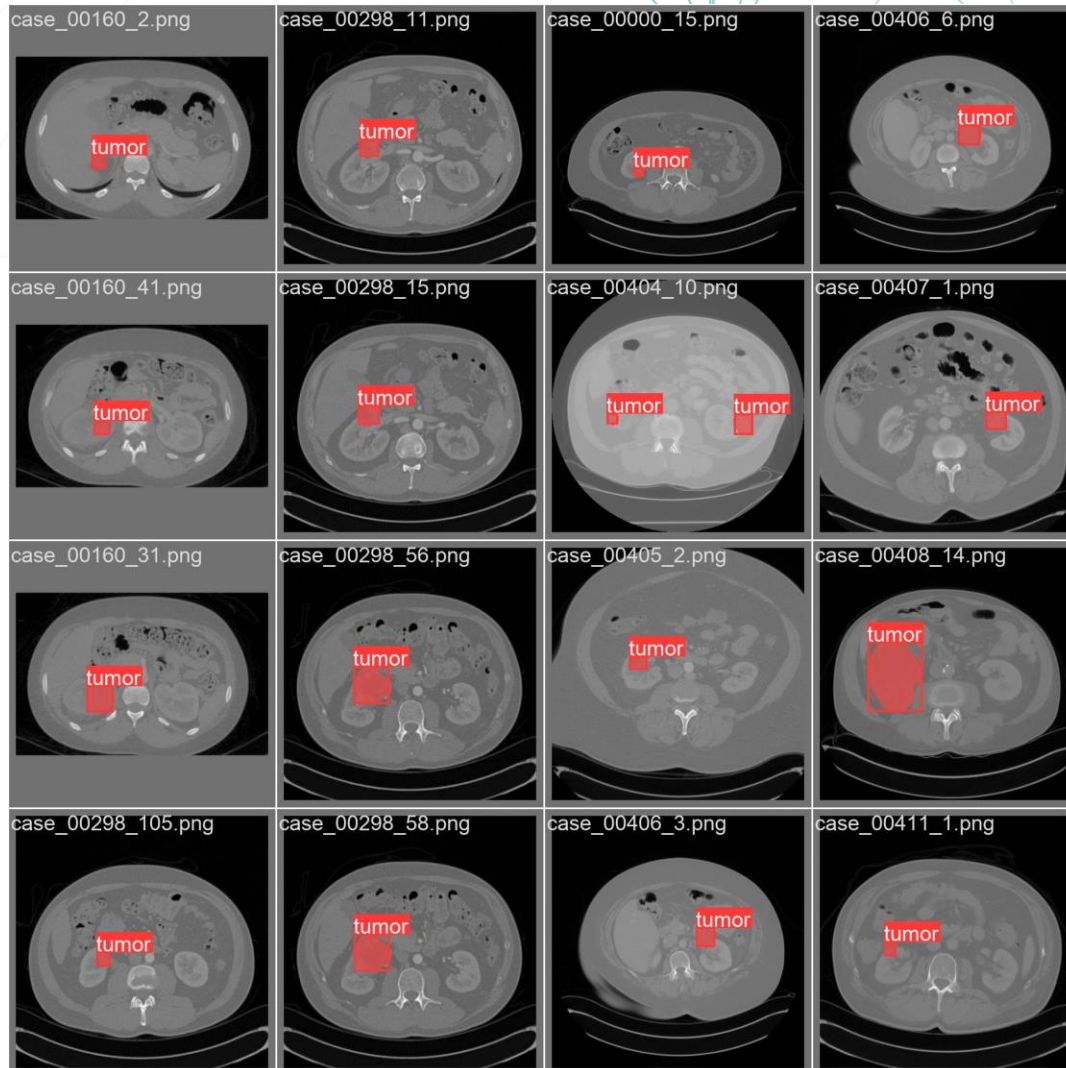 case_00160_2.png
tumor
case_00298_11.png
tumor
case_00000_15.png
tumor
case_00406_6.png
tumor
case_00160_41.png
tumor
case_00298_15.png
tumor
case_00404_10.png
tumor
tumor
case_00407_1.png
tumor
case_00160_31.png
tumor
case_00298_56.png
tumor
case_00405_2.png
tumor
case_00408_14.png
tumor
case_00298_105.png
tumor
case_00298_58.png
tumor
case_00406_3.png
tumor
case_00411_1.png
tumor